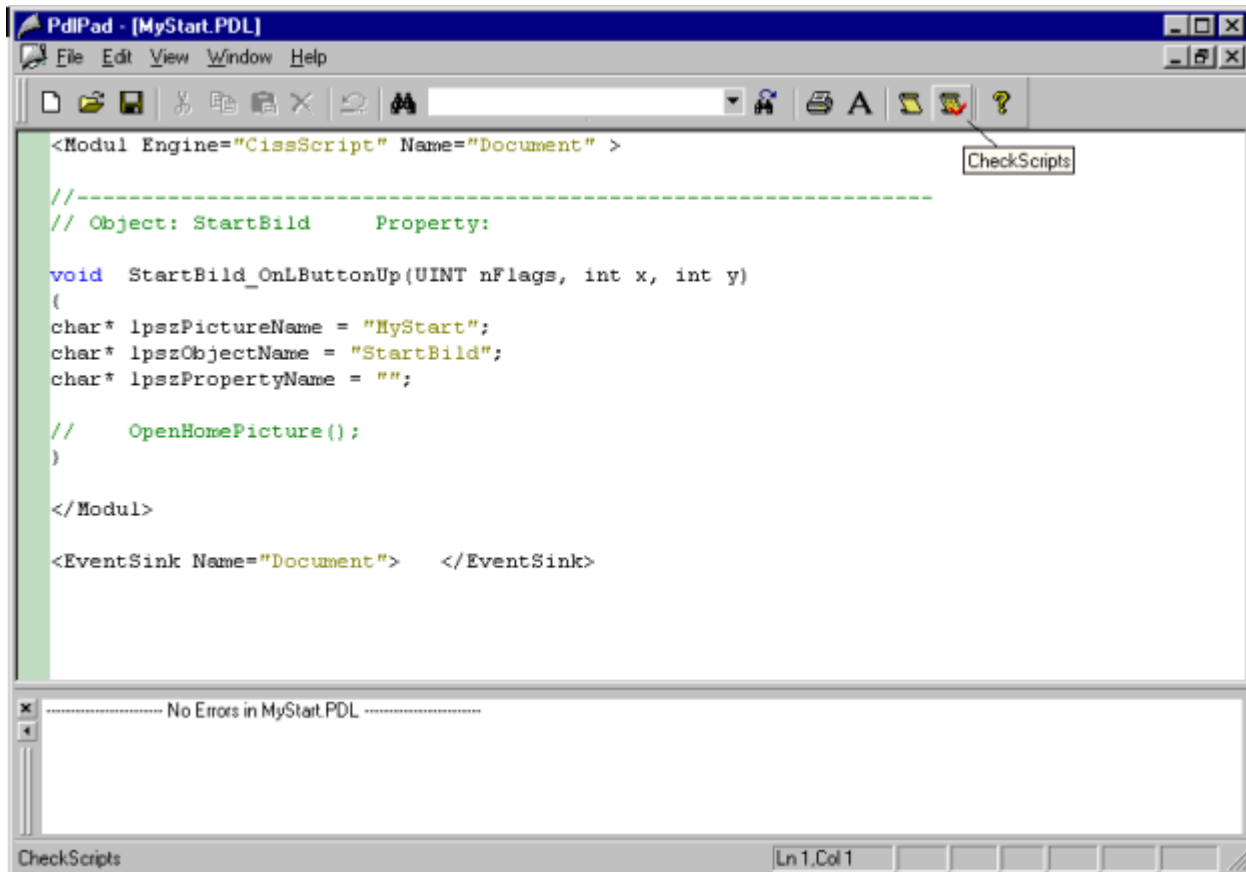 PdlPad - [MyStart.PDL]
File Edit View Window Help
A
?
<Modul Engine="CissScript" Name="Document" >
CheckScripts
//------------------------------------------------------------------
// Object: StartBild     Property:
void  StartBild_OnLButtonUp(UINT nFlags, int x, int y)
{
char* lpszPictureName = "MyStart";
char* lpszObjectName = "StartBild";
char* lpszPropertyName = "";
//    OpenHomePicture();
}
</Modul>
<EventSink Name="Document">   </EventSink>
-------------------------- No Errors in MyStart.PDL --------------------------
CheckScripts
Ln 1,Col 1